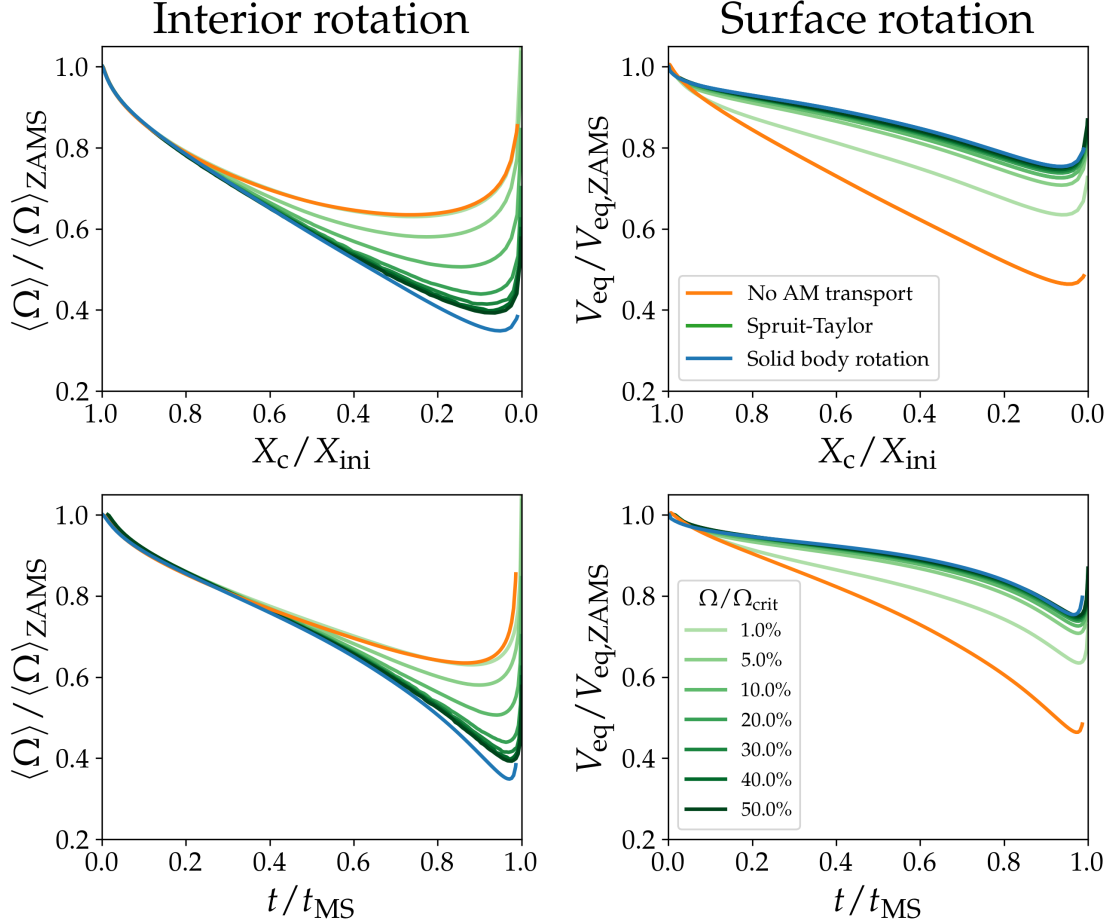 Interior rotation
Surface rotation
⟨Ω⟩ / ⟨Ω⟩ZAMS
1.0
0.8
0.6
0.4
0.2
1.0 0.8 0.6 0.4 0.2 0.0
Xc / Xini
Veq / Veq,ZAMS
1.0
0.8
0.6
0.4
0.2
No AM transport
Spruit-Taylor
Solid body rotation
1.0 0.8 0.6 0.4 0.2 0.0
Xc / Xini
⟨Ω⟩ / ⟨Ω⟩ZAMS
1.0
0.8
0.6
0.4
0.2
0.0 0.2 0.4 0.6 0.8 1.0
t / tMS
Veq / Veq,ZAMS
1.0
0.8
0.6
0.4
0.2
Ω/Ωcrit
1.0%
5.0%
10.0%
20.0%
30.0%
40.0%
50.0%
0.0 0.2 0.4 0.6 0.8 1.0
t / tMS